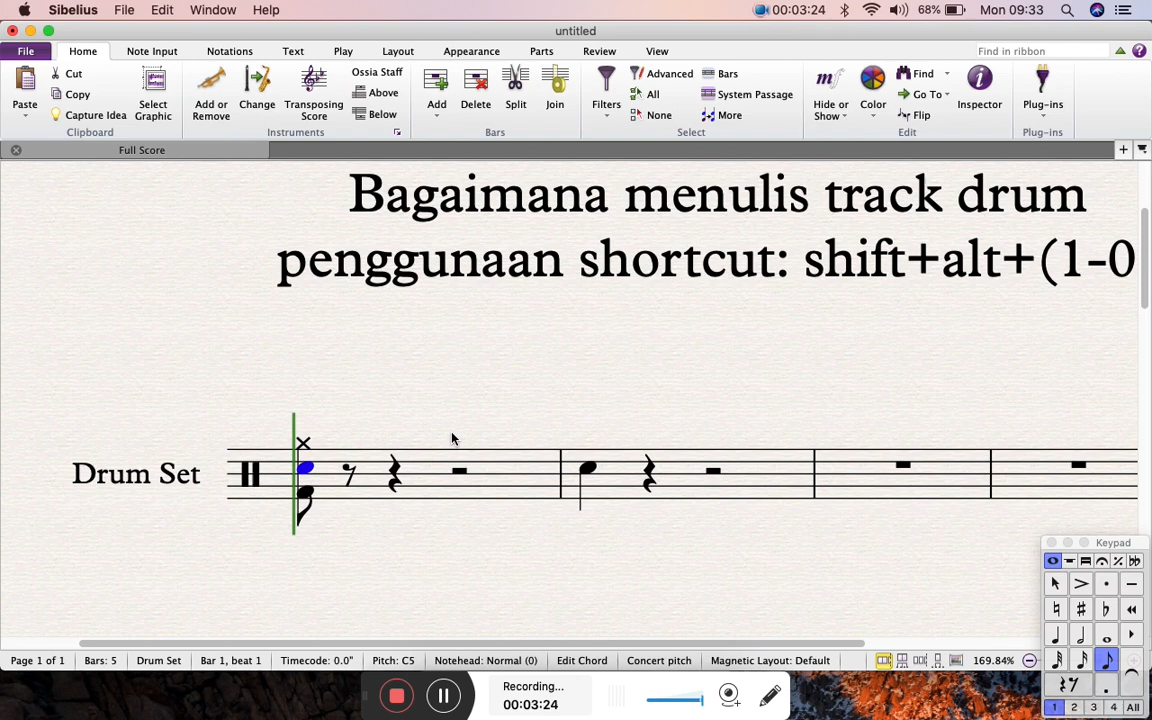 Sibelius File Edit Window Help 00:03:24 68% Mon 09:33
untitled
File Home Note Input Notations Text Play Layout Appearance Parts Review View Find in ribbon
Paste Cut Copy Capture Idea Select Graphic
Clipboard
Add or Remove Change Transposing Score Ossia Staff Above Below
Instruments
Add Delete Split Join
Bars
Filters Advanced All None Bars System Passage More
Select
Hide or Show Color Find Go To Flip Inspector
Edit
Plug-ins
Plug-ins
Full Score
Bagaimana menulis track drum
penggunaan shortcut: shift+alt+(1-0
Drum Set
Keypad
1 2 3 4 All
Page 1 of 1 Bars: 5 Drum Set Bar 1, beat 1 Timecode: 0.0" Pitch: C5 Notehead: Normal (0) Edit Chord Concert pitch Magnetic Layout: Default 169.84%
Recording...
00:03:24